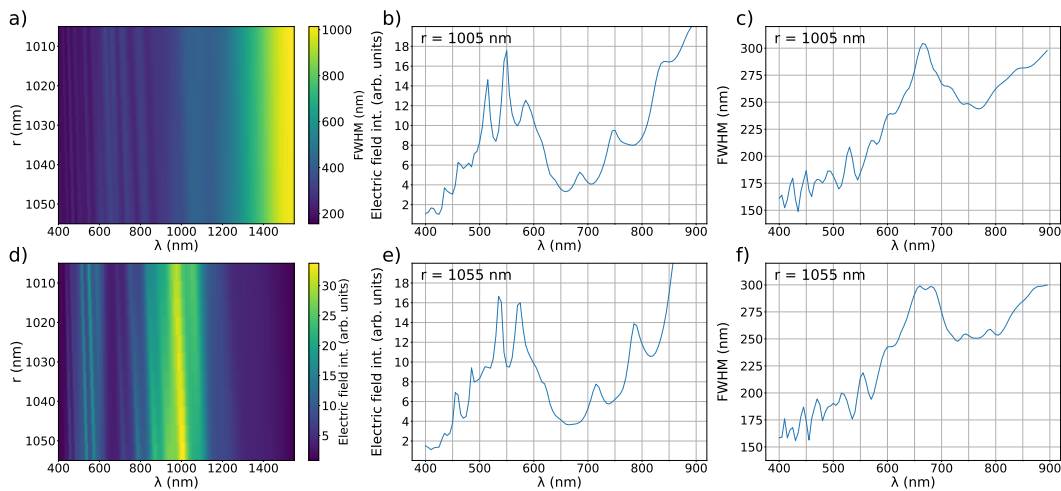 a)
1010
1020
1030
1040
1050
r (nm)
400 600 800 1000 1200 1400
λ (nm)
1000
800
600
400
200
FWHM (nm)
b)
r = 1005 nm
18
16
14
12
10
8
6
4
2
Electric field int. (arb. units)
400 500 600 700 800 900
λ (nm)
c)
r = 1005 nm
300
275
250
225
200
175
150
FWHM (nm)
400 500 600 700 800 900
λ (nm)
d)
1010
1020
1030
1040
1050
r (nm)
400 600 800 1000 1200 1400
λ (nm)
30
25
20
15
10
5
Electric field int. (arb. units)
e)
r = 1055 nm
18
16
14
12
10
8
6
4
2
Electric field int. (arb. units)
400 500 600 700 800 900
λ (nm)
f)
r = 1055 nm
300
275
250
225
200
175
150
FWHM (nm)
400 500 600 700 800 900
λ (nm)